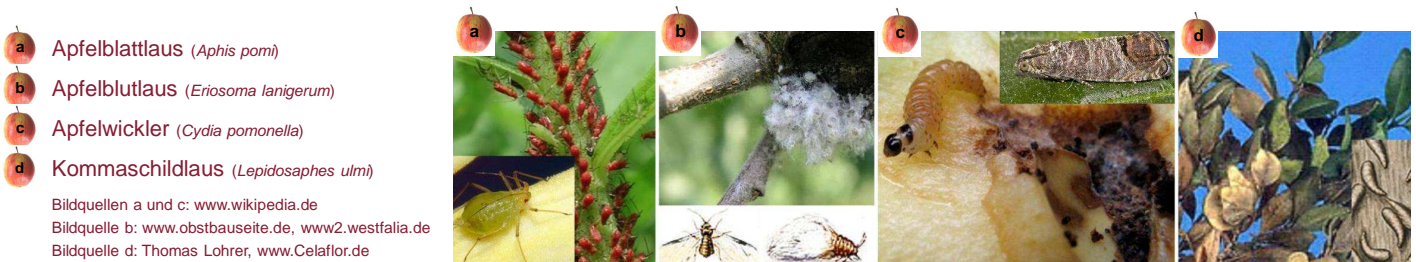 a Apfelblattlaus (Aphis pomi)
b Apfelblutlaus (Eriosoma lanigerum)
c Apfelwickler (Cydia pomonella)
d Kommaschildlaus (Lepidosaphes ulmi)
Bildquellen a und c: www.wikipedia.de
Bildquelle b: www.obstbauseite.de, www2.westfalia.de
Bildquelle d: Thomas Lohrer, www.Celaflor.de
a
b
c
d